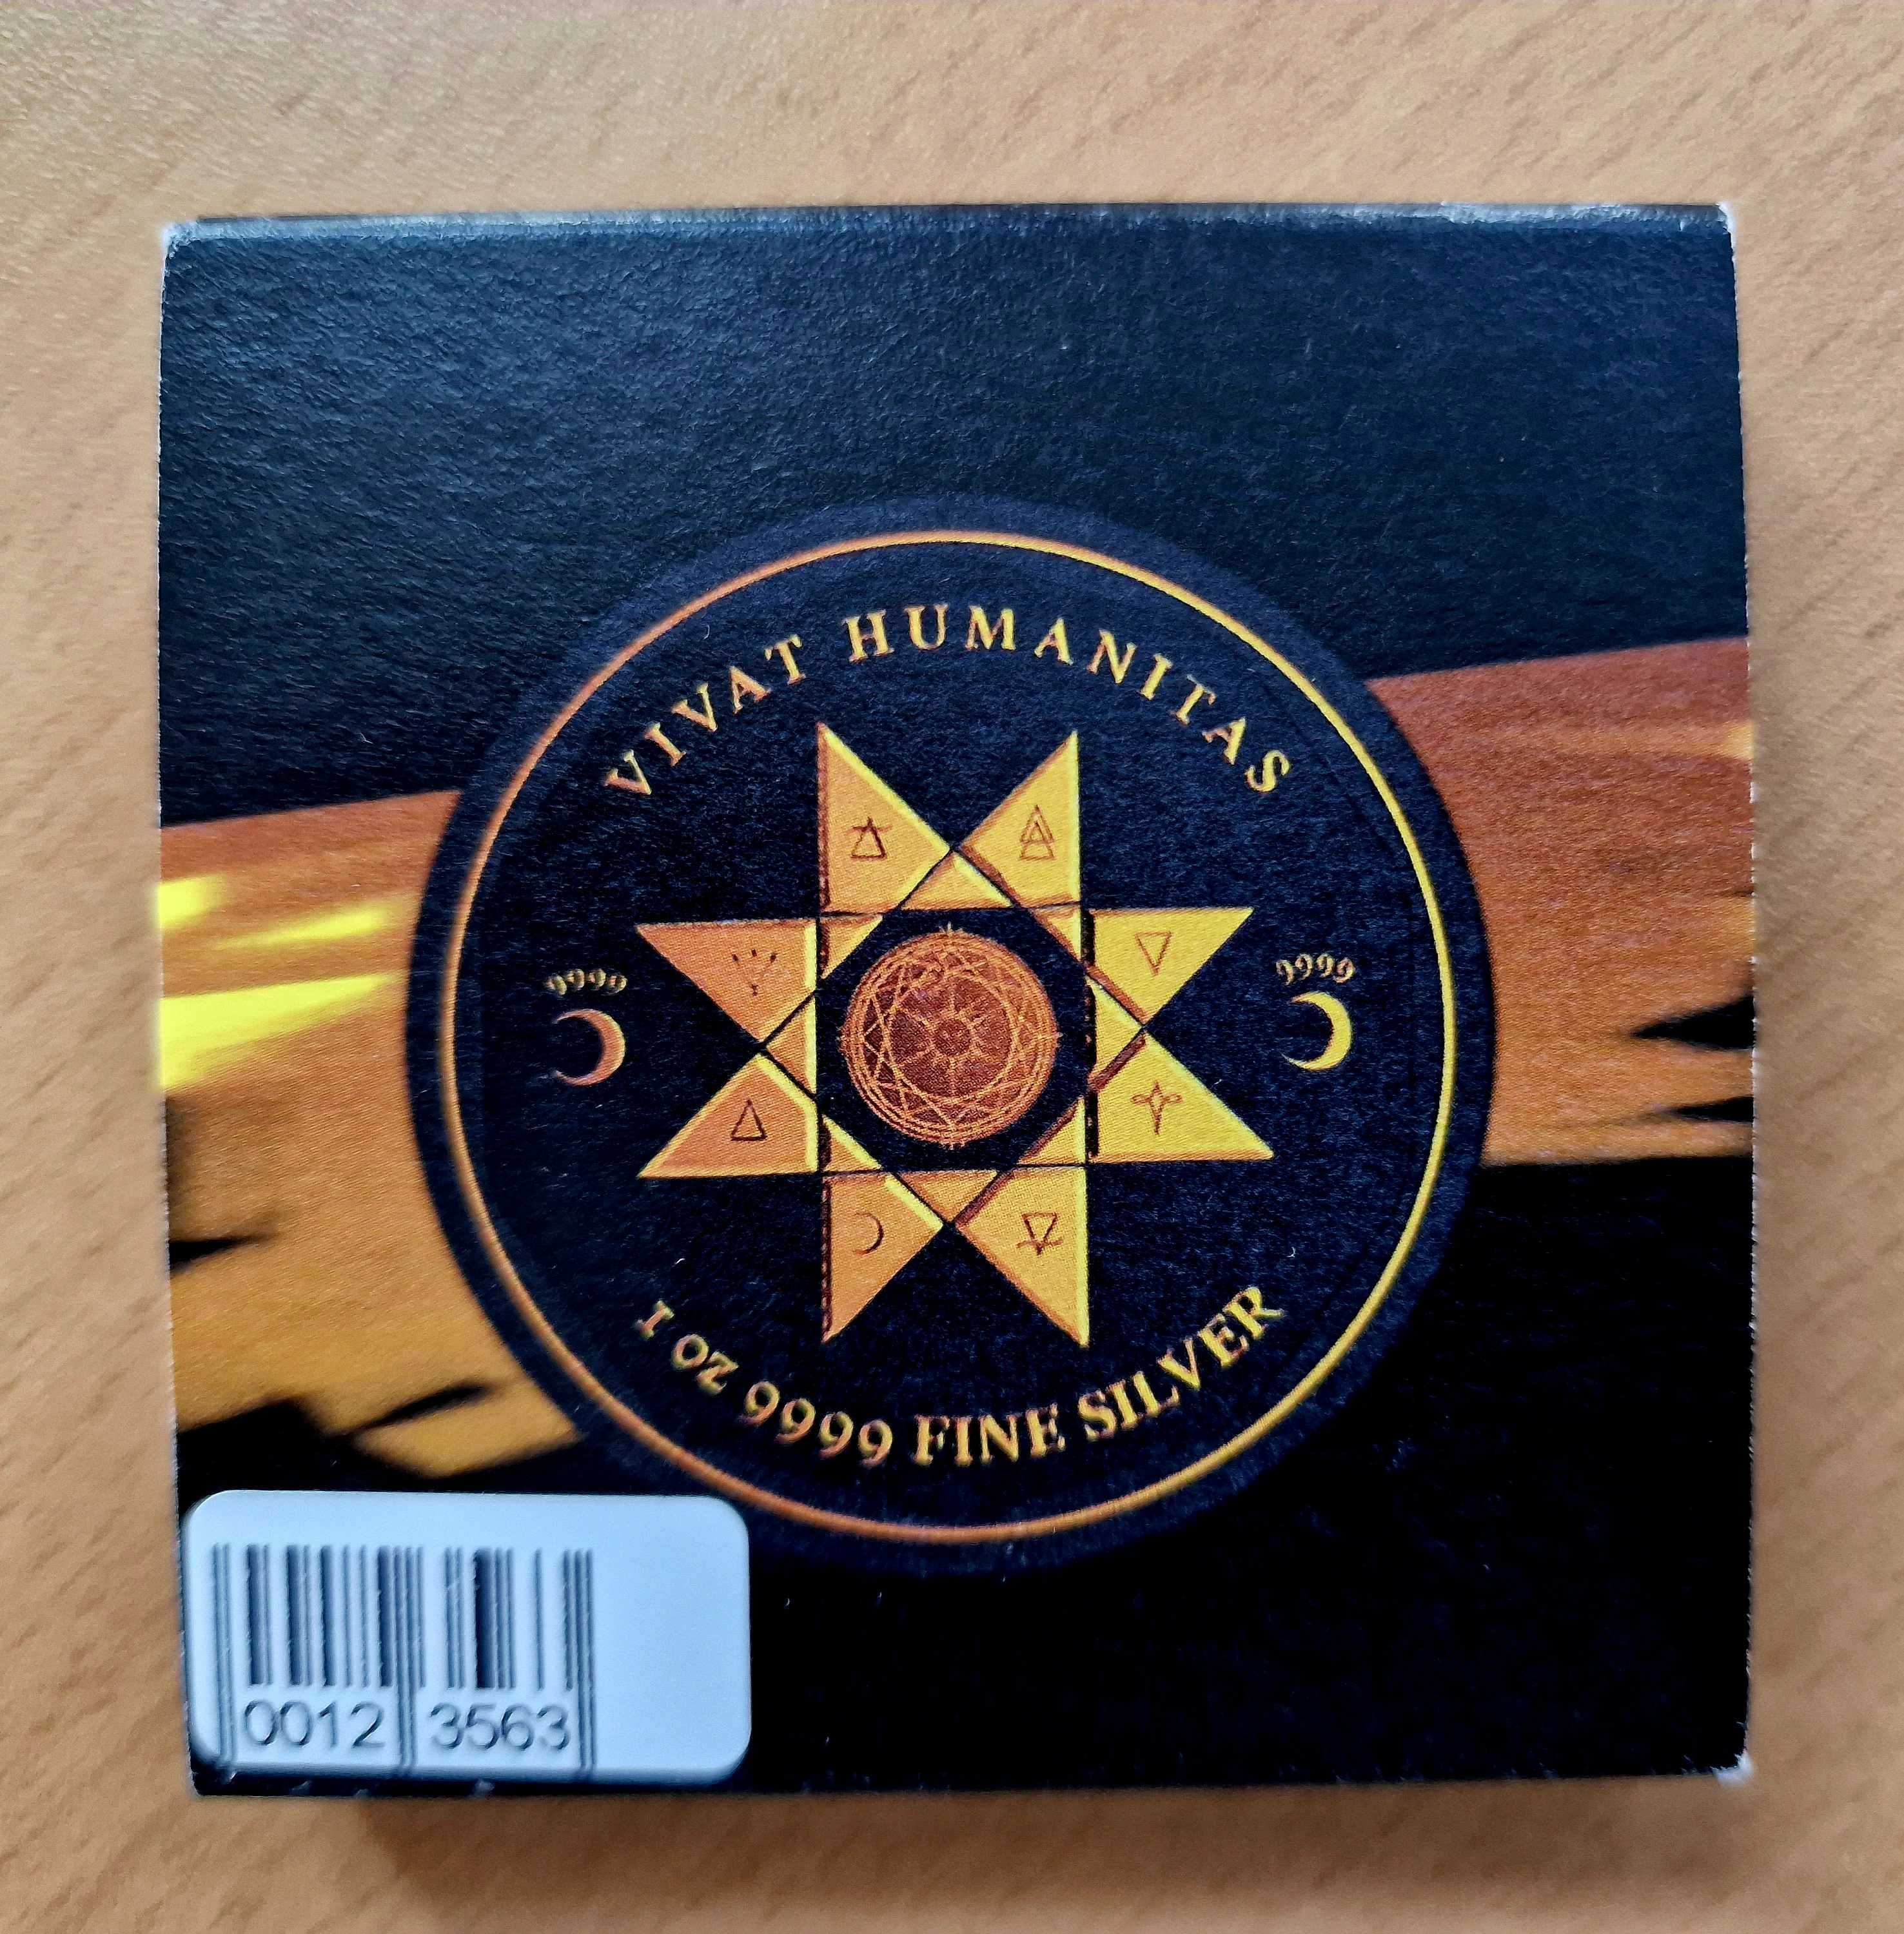 VIVAT HUMANITAS
9999
9999
1 OZ 9999 FINE SILVER
0012 3563